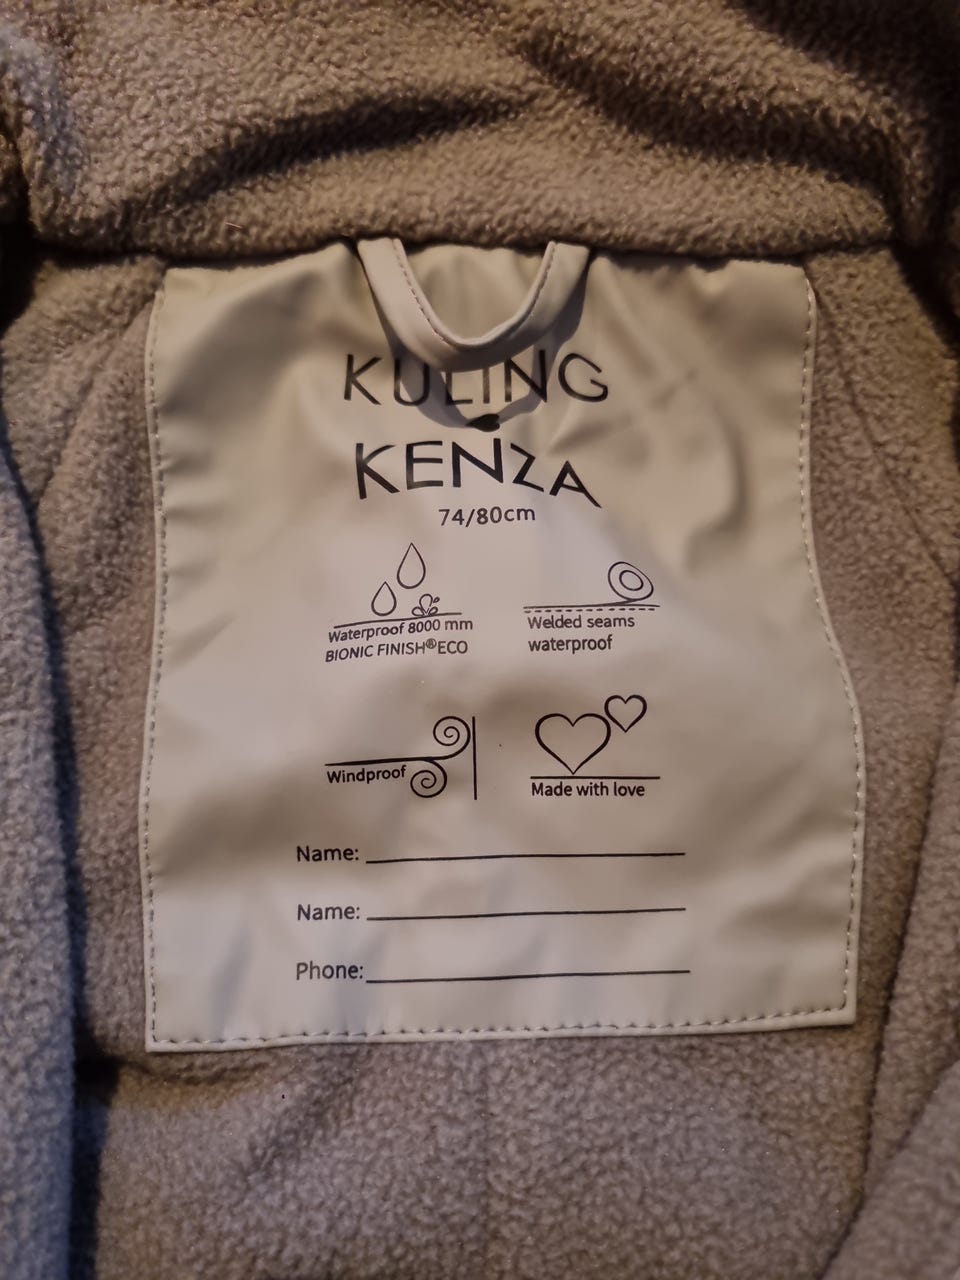 KULING
KENZA
74/80cm
Waterproof 8000 mm
BIONIC FINISH®ECO
Welded seams
waterproof
Windproof
Made with love
Name:
Name:
Phone: